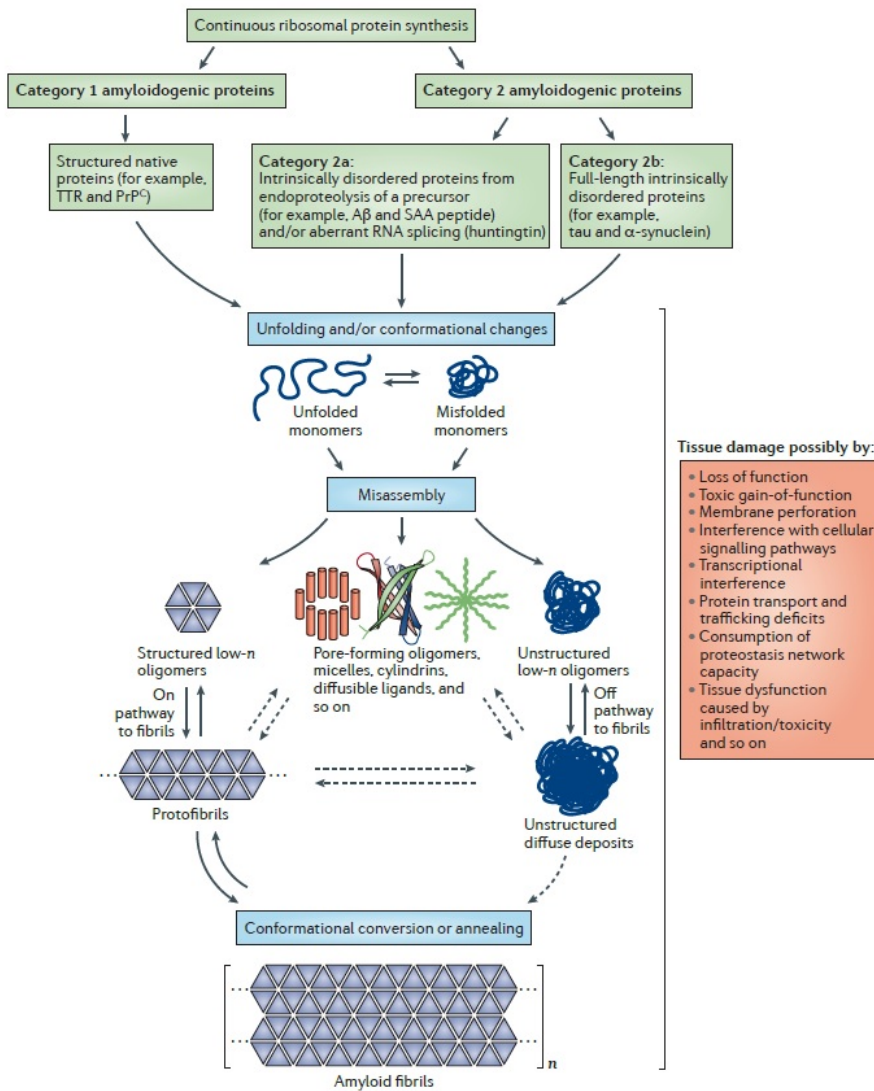 Continuous ribosomal protein synthesis
Category 1 amyloidogenic proteins
Category 2 amyloidogenic proteins
Structured native
proteins (for example,
TTR and PrPᶜ)
Category 2a:
Intrinsically disordered proteins from
endoproteolysis of a precursor
(for example, Aβ and SAA peptide)
and/or aberrant RNA splicing (huntingtin)
Category 2b:
Full-length intrinsically
disordered proteins
(for example,
tau and α-synuclein)
Unfolding and/or conformational changes
Unfolded
monomers
Misfolded
monomers
Misassembly
Structured low-n
oligomers
Pore-forming oligomers,
micelles, cylindrins,
diffusible ligands, and
so on
Unstructured
low-n oligomers
On
pathway
to fibrils
Off
pathway
to fibrils
Protofibrils
Unstructured
diffuse deposits
Conformational conversion or annealing
n
Amyloid fibrils
Tissue damage possibly by:
• Loss of function
• Toxic gain-of-function
• Membrane perforation
• Interference with cellular
signalling pathways
• Transcriptional
interference
• Protein transport and
trafficking deficits
• Consumption of
proteostasis network
capacity
• Tissue dysfunction
caused by
infiltration/toxicity
and so on